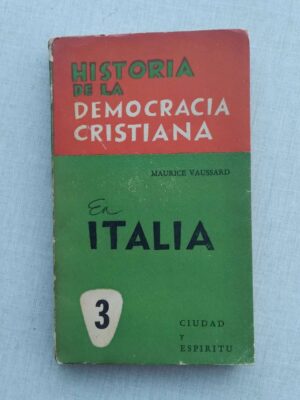 HISTORIA
DE LA
DEMOCRACIA
CRISTIANA
MAURICE VAUSSARD
En
ITALIA
3
CIUDAD
Y
ESPIRITU